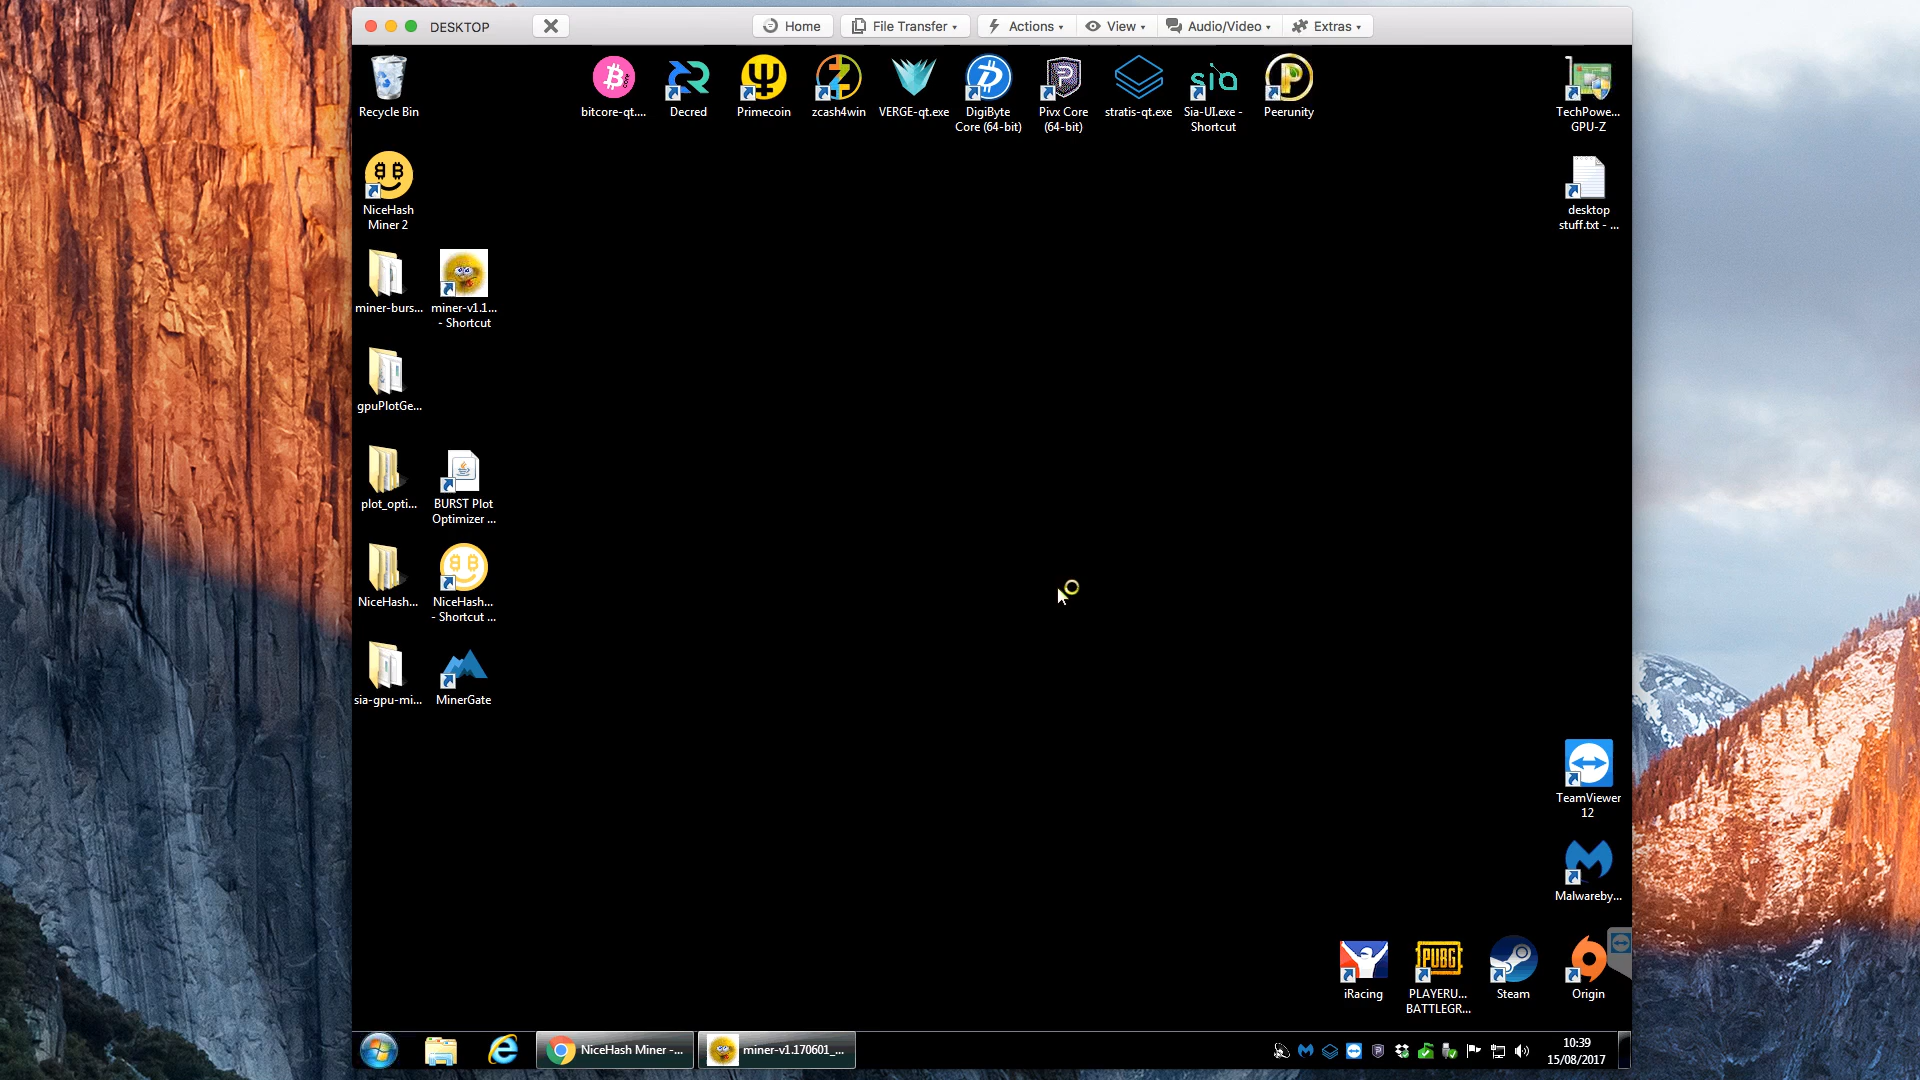 DESKTOP
Home
File Transfer
Actions
View
Audio/Video
Extras
Recycle Bin
bitcore-qt....
Decred
Primecoin
zcash4win
VERGE-qt.exe
DigiByte
Core (64-bit)
Pivx Core
(64-bit)
stratis-qt.exe
sia
Sia-UI.exe -
Shortcut
Peerunity
TechPowe...
GPU-Z
NiceHash
Miner 2
desktop
stuff.txt - ...
miner-burs...
miner-v1.1...
- Shortcut
gpuPlotGe...
plot_opti...
BURST Plot
Optimizer ...
NiceHash...
NiceHash...
- Shortcut ...
sia-gpu-mi...
MinerGate
TeamViewer
12
Malwareby...
iRacing
PUBG
PLAYERU...
BATTLEGR...
Steam
Origin
NiceHash Miner -...
miner-v1.170601_...
10:39
15/08/2017